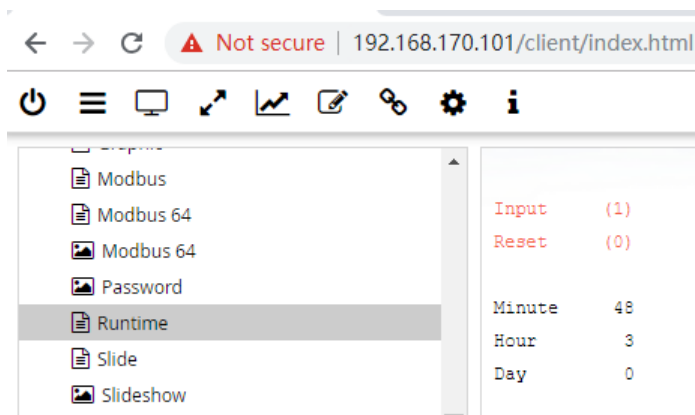 Not secure | 192.168.170.101/client/index.html
Modbus
Modbus 64
Modbus 64
Password
Runtime
Slide
Slideshow
Input (1)
Reset (0)
Minute 48
Hour 3
Day 0